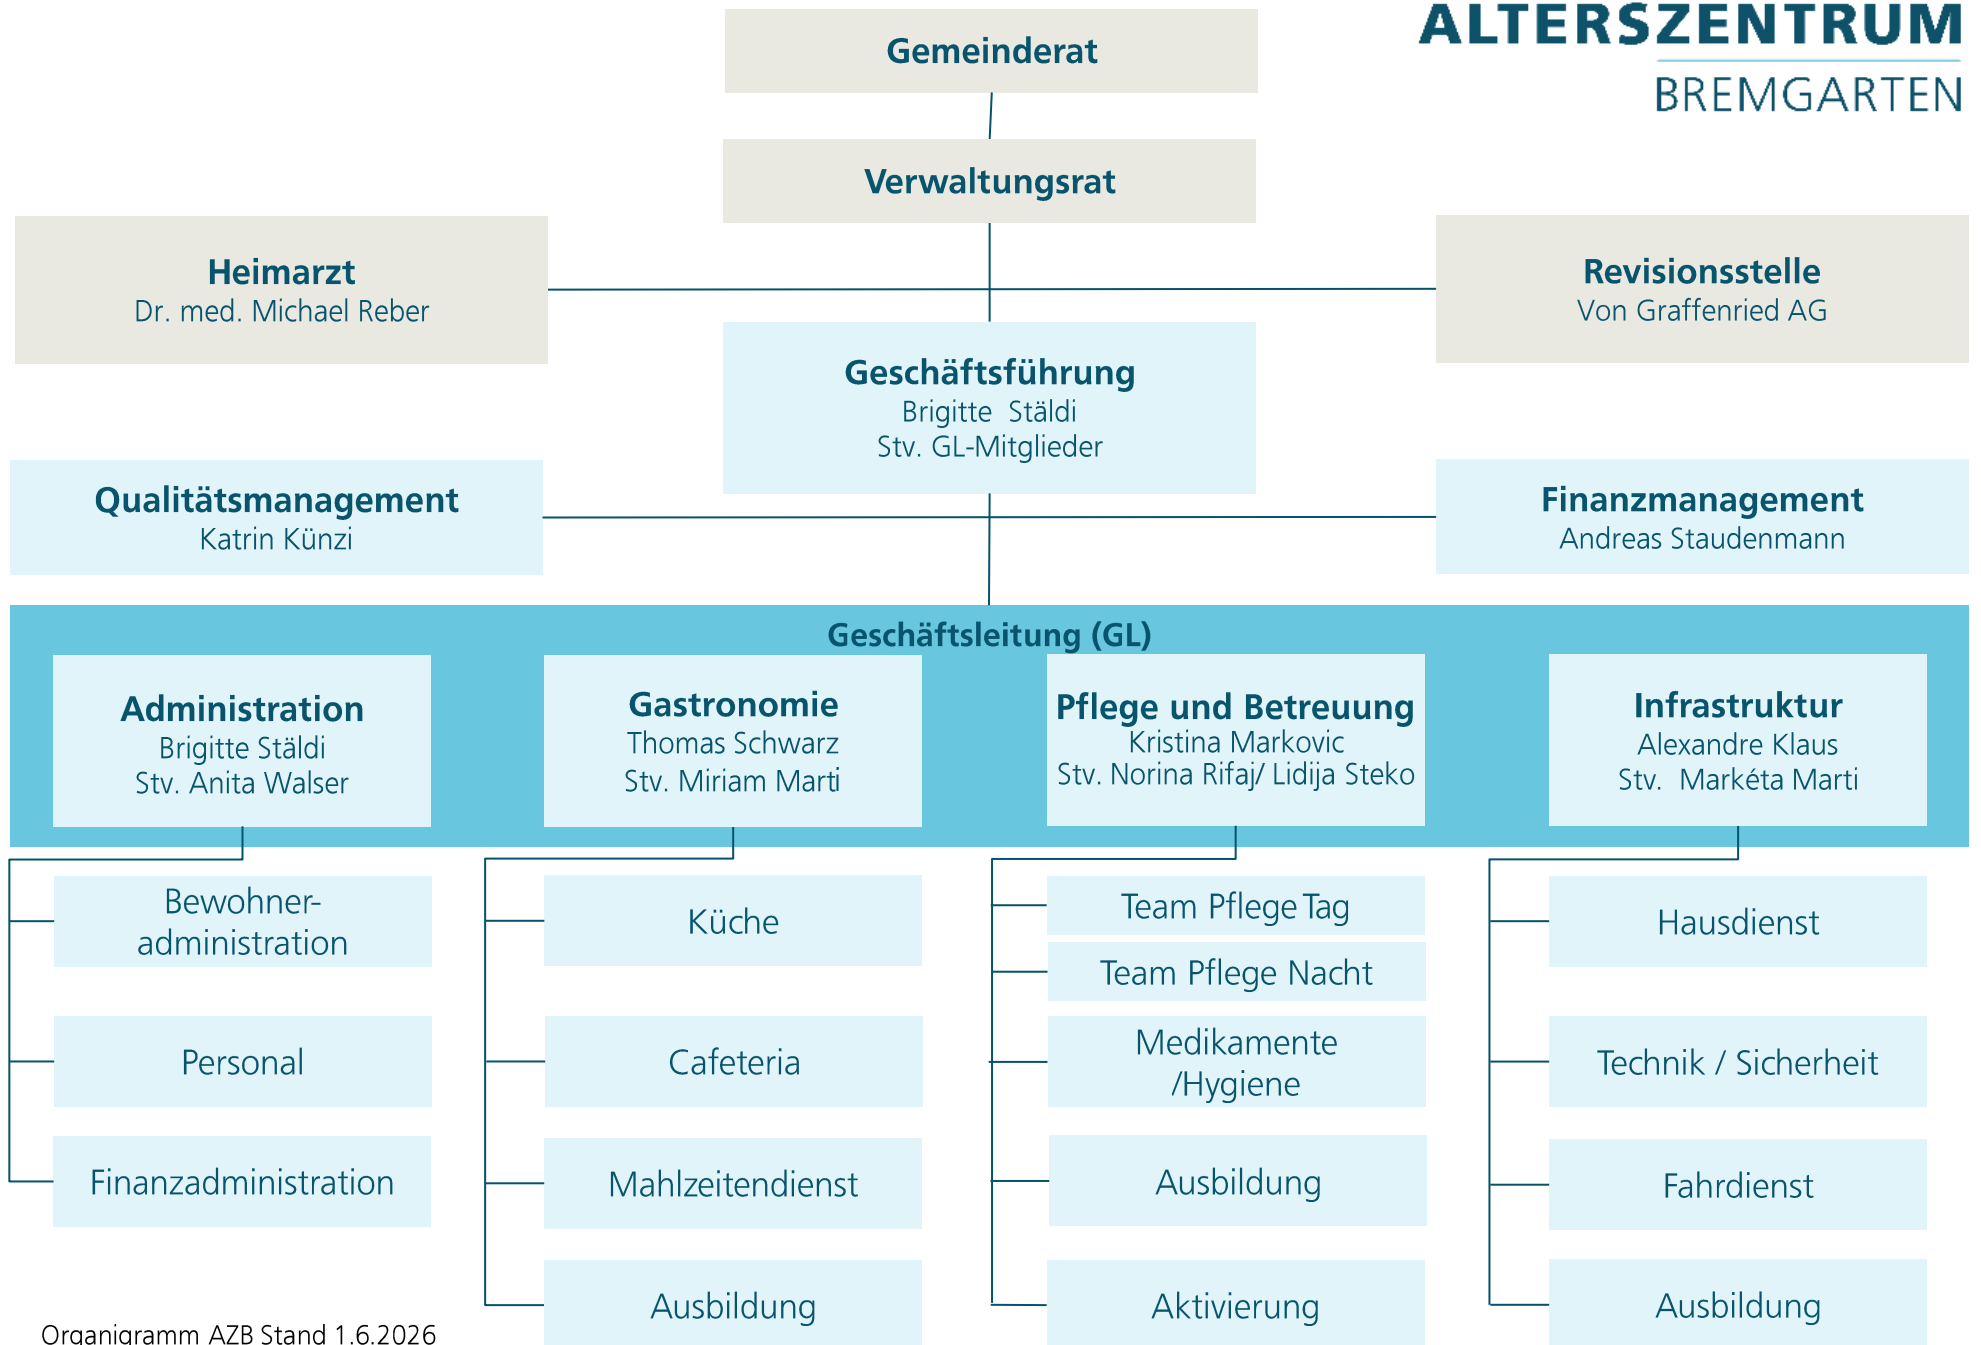 ALTERSZENTRUM
BREMGARTEN
Gemeinderat
Verwaltungsrat
Heimarzt
Dr. med. Michael Reber
Revisionsstelle
Von Graffenried AG
Geschäftsführung
Brigitte  Stäldi
Stv. GL-Mitglieder
Qualitätsmanagement
Katrin Künzi
Finanzmanagement
Andreas Staudenmann
Geschäftsleitung (GL)
Administration
Brigitte Stäldi
Stv. Anita Walser
Gastronomie
Thomas Schwarz
Stv. Miriam Marti
Pflege und Betreuung
Kristina Markovic
Stv. Norina Rifaj/ Lidija Steko
Infrastruktur
Alexandre Klaus
Stv.  Markéta Marti
Bewohner-
administration
Personal
Finanzadministration
Küche
Cafeteria
Mahlzeitendienst
Ausbildung
Team Pflege Tag
Team Pflege Nacht
Medikamente
/Hygiene
Ausbildung
Aktivierung
Hausdienst
Technik / Sicherheit
Fahrdienst
Ausbildung
Organigramm AZB Stand 1.6.2026